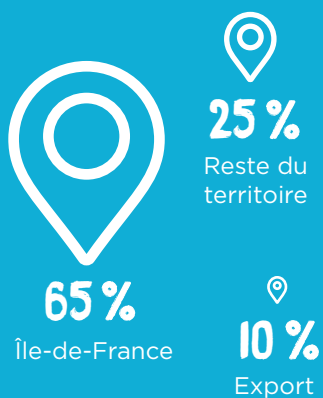 25 %
Reste du
territoire
65 %
Île-de-France
10 %
Export